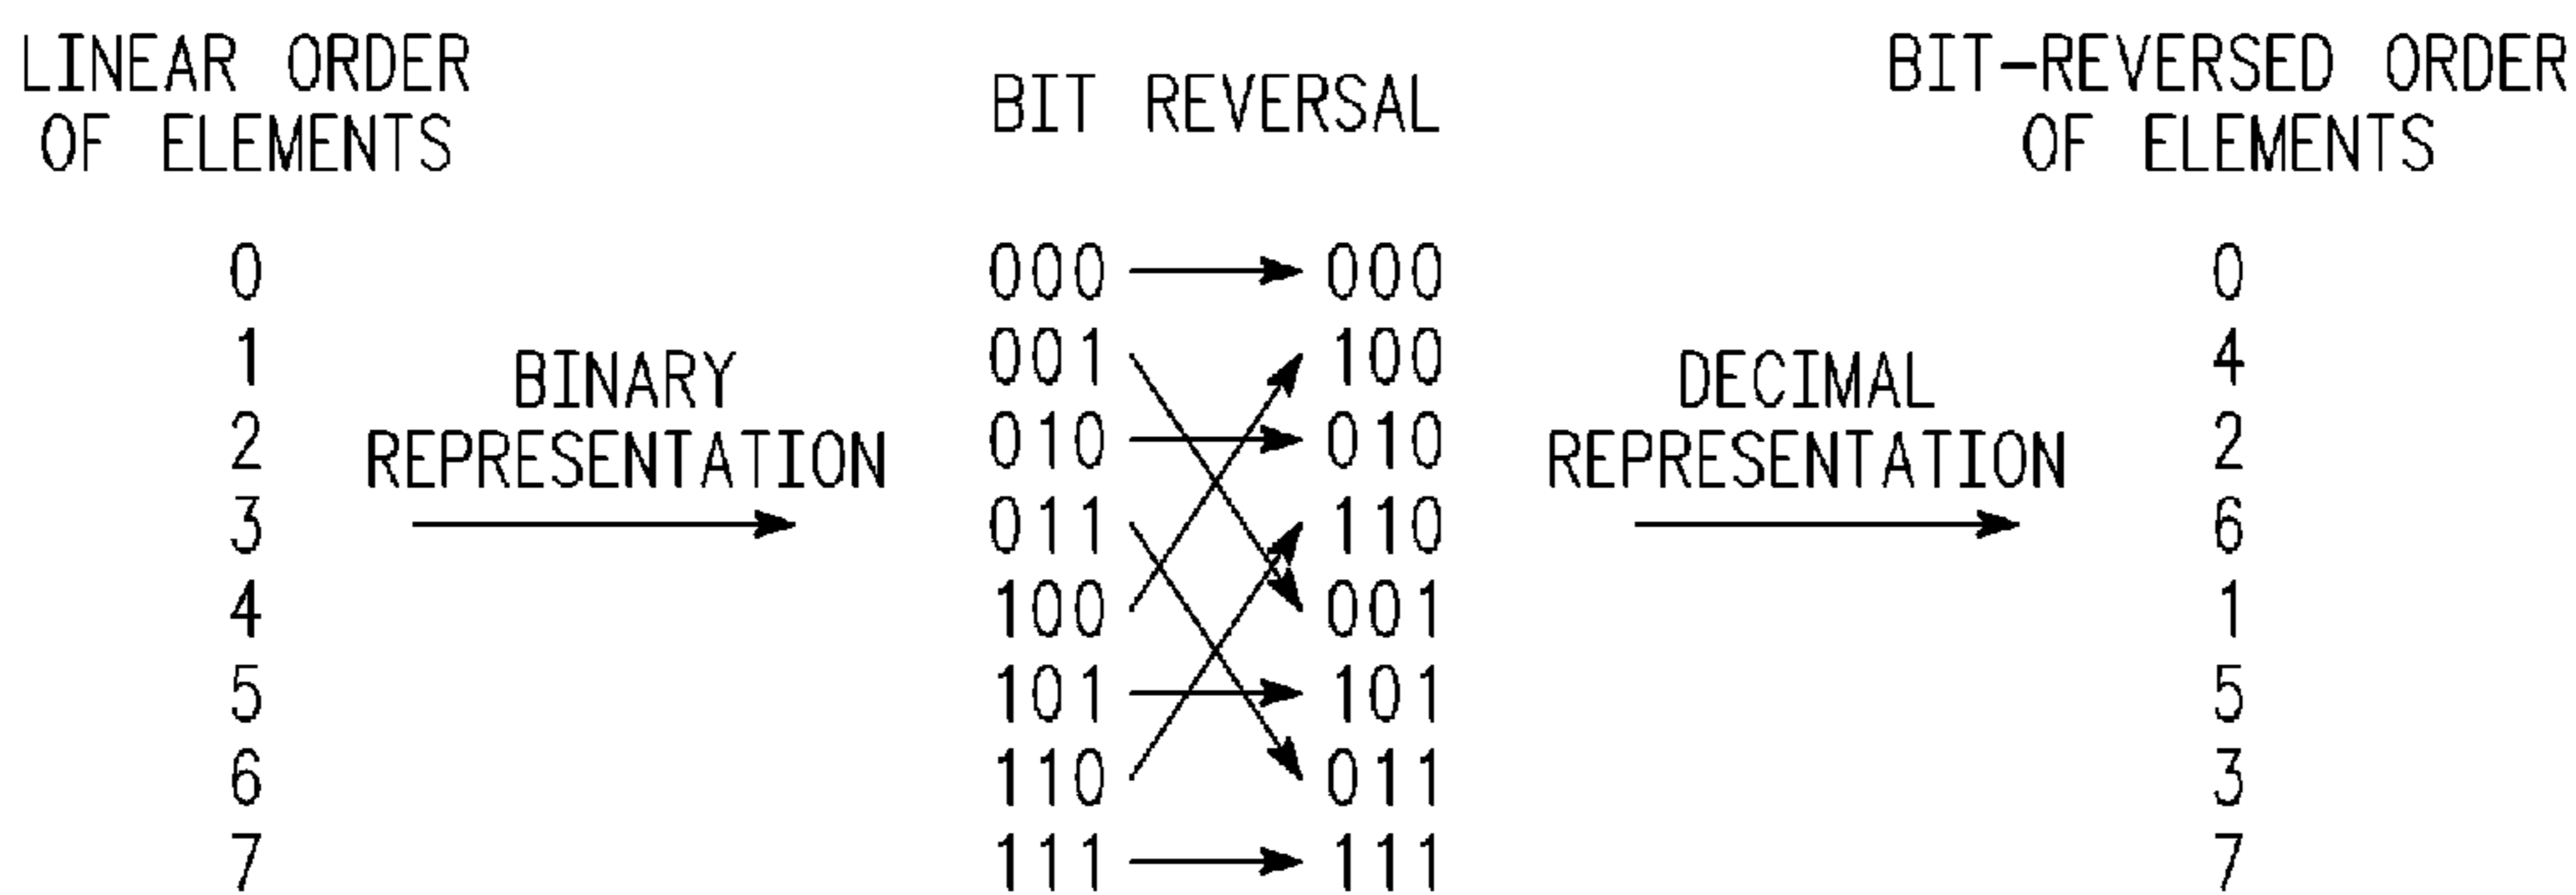 LINEAR ORDER
OF ELEMENTS
BIT REVERSAL
BIT-REVERSED ORDER
OF ELEMENTS
0
1
2
3
4
5
6
7
BINARY
REPRESENTATION
000 000
001 100
010 010
011 110
100 001
101 101
110 011
111 111
DECIMAL
REPRESENTATION
0
4
2
6
1
5
3
7